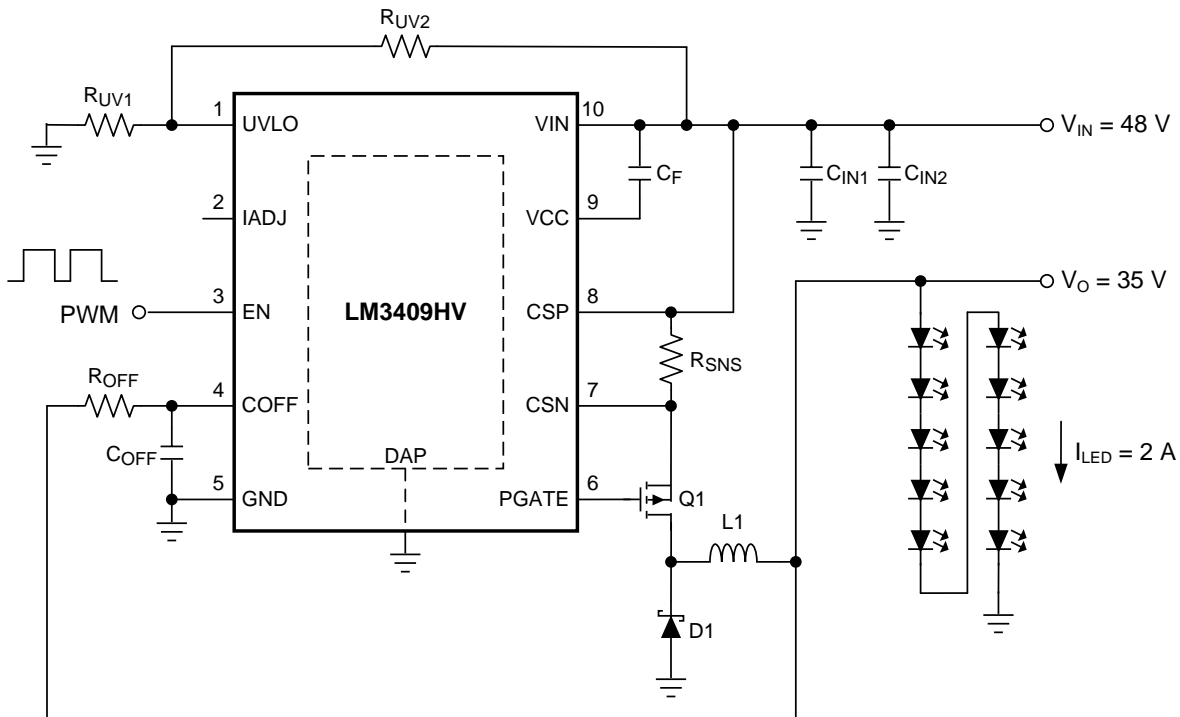 RUV2
RUV1
1
UVLO
VIN
10
VIN = 48 V
2
IADJ
CF
CIN1
CIN2
VCC
9
PWM
3
EN
LM3409HV
CSP
8
VO = 35 V
RSNS
ROFF
4
COFF
CSN
7
COFF
DAP
ILED = 2 A
5
GND
PGATE
6
Q1
L1
D1